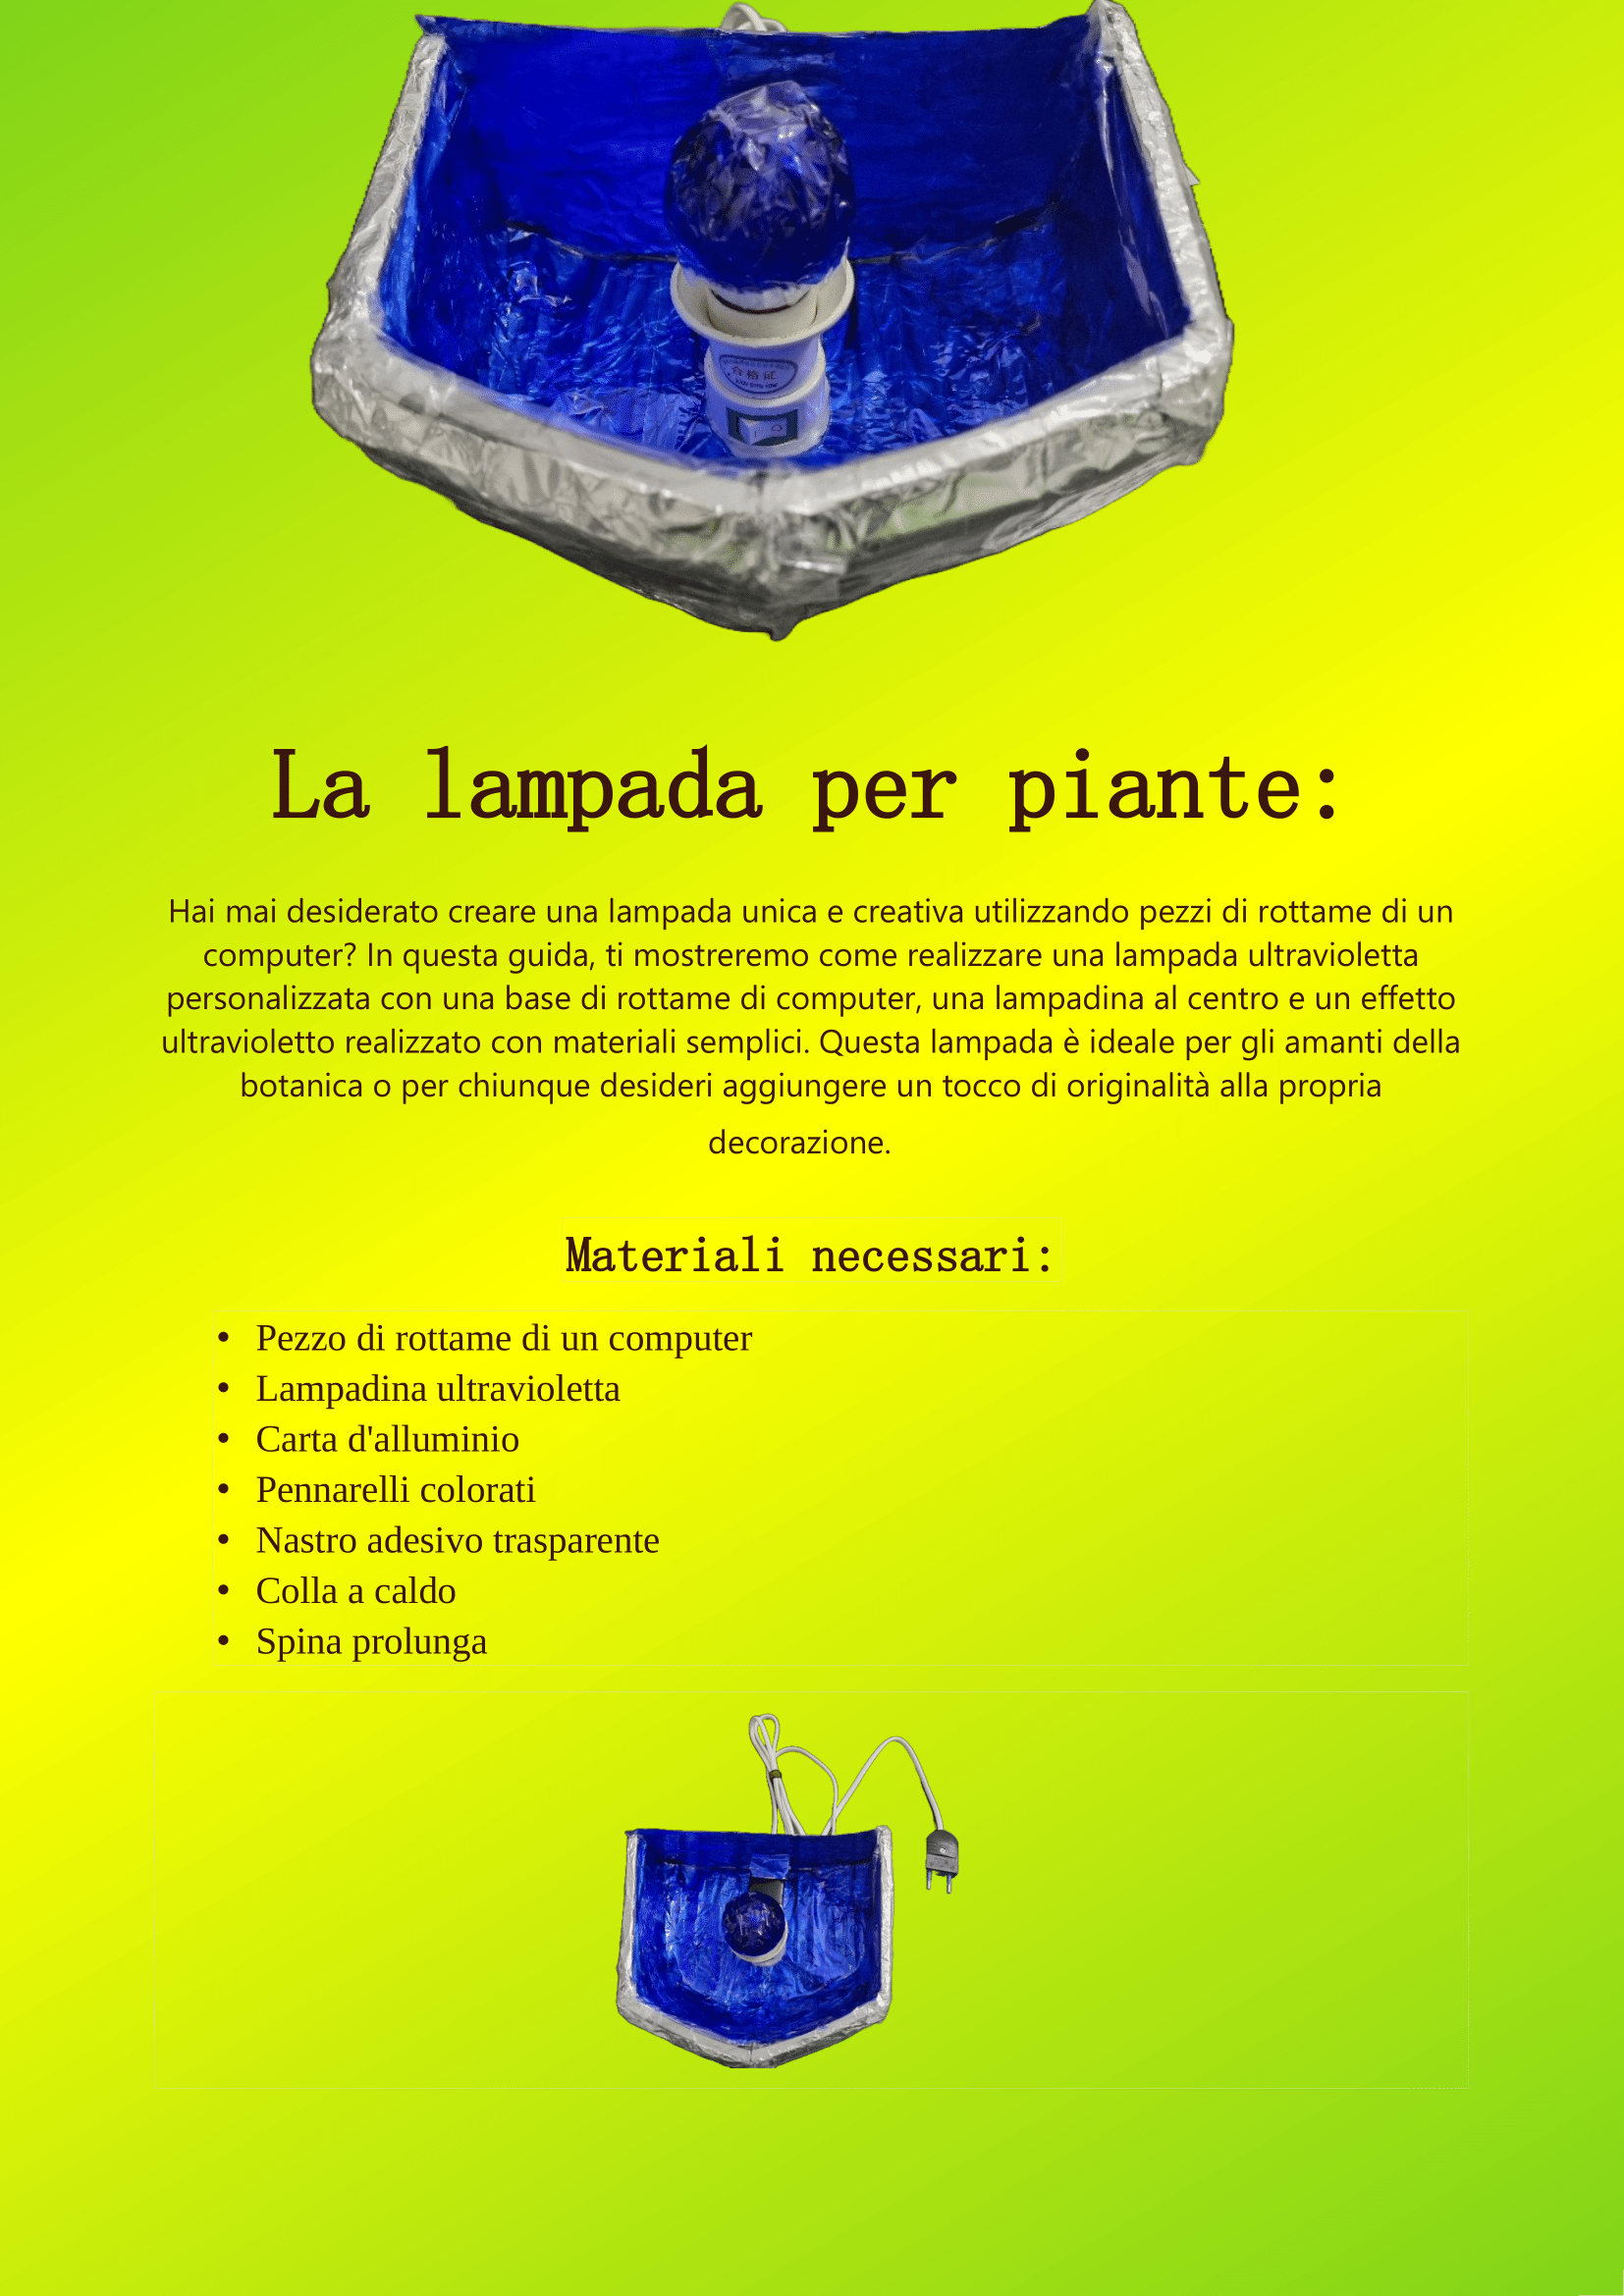 合格证
La lampada per piante:
Hai mai desiderato creare una lampada unica e creativa utilizzando pezzi di rottame di un
computer? In questa guida, ti mostreremo come realizzare una lampada ultravioletta
personalizzata con una base di rottame di computer, una lampadina al centro e un effetto
ultravioletto realizzato con materiali semplici. Questa lampada è ideale per gli amanti della
botanica o per chiunque desideri aggiungere un tocco di originalità alla propria
decorazione.
Materiali necessari:
• Pezzo di rottame di un computer
• Lampadina ultravioletta
• Carta d'alluminio
• Pennarelli colorati
• Nastro adesivo trasparente
• Colla a caldo
• Spina prolunga